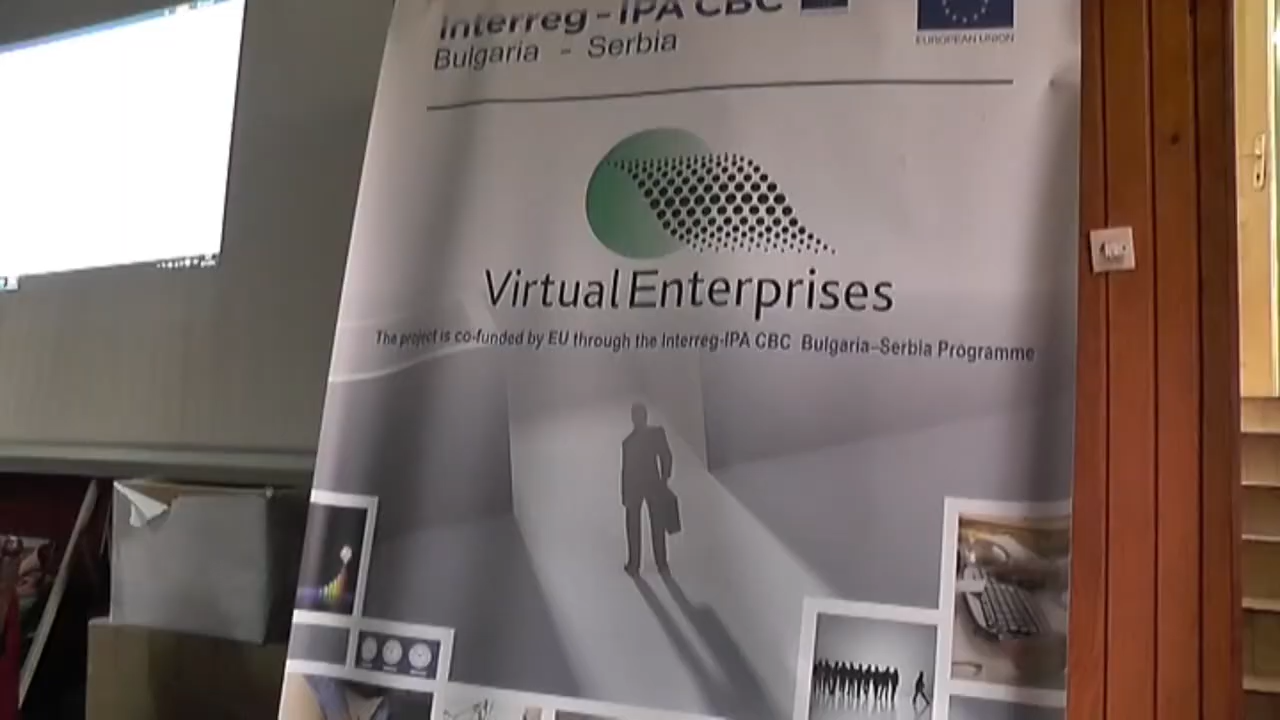 Interreg - IPA CBC
Bulgaria - Serbia
EUROPEAN UNION
Virtual Enterprises
The project is co-funded by EU through the Interreg-IPA CBC Bulgaria–Serbia Programme